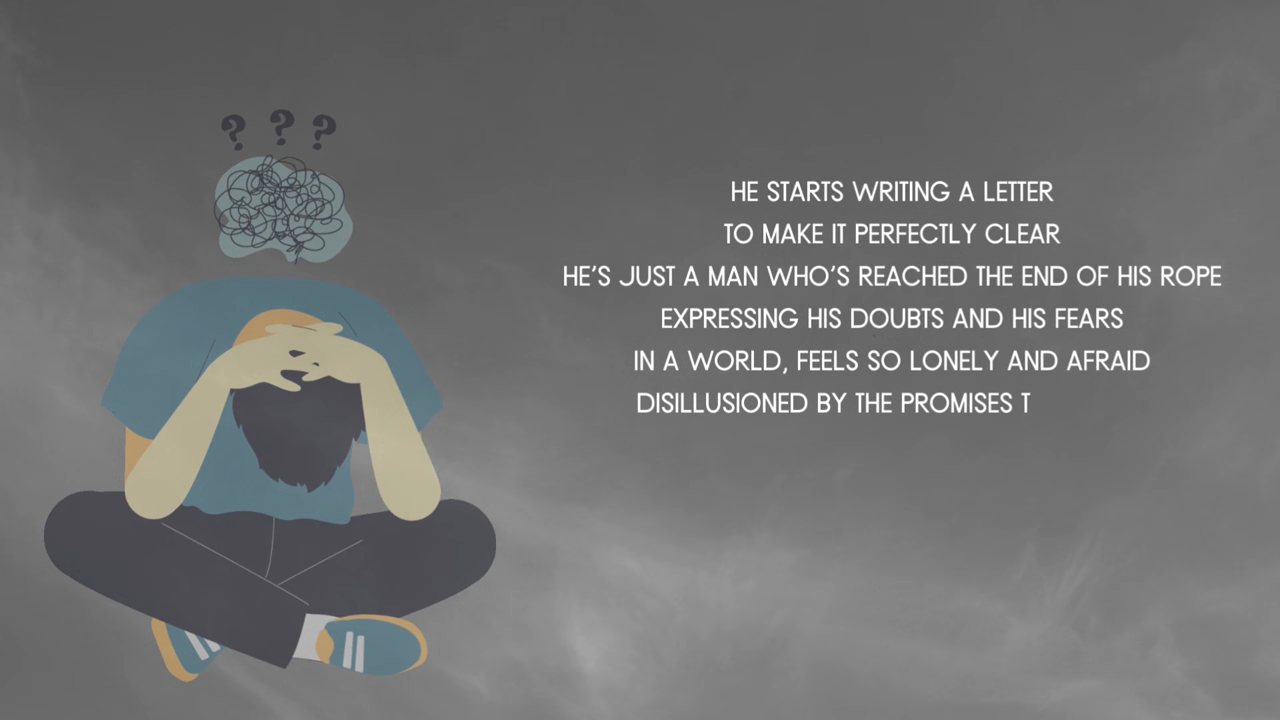 ? ? ?
HE STARTS WRITING A LETTER
TO MAKE IT PERFECTLY CLEAR
HE'S JUST A MAN WHO'S REACHED THE END OF HIS ROPE
EXPRESSING HIS DOUBTS AND HIS FEARS
IN A WORLD, FEELS SO LONELY AND AFRAID
DISILLUSIONED BY THE PROMISES T